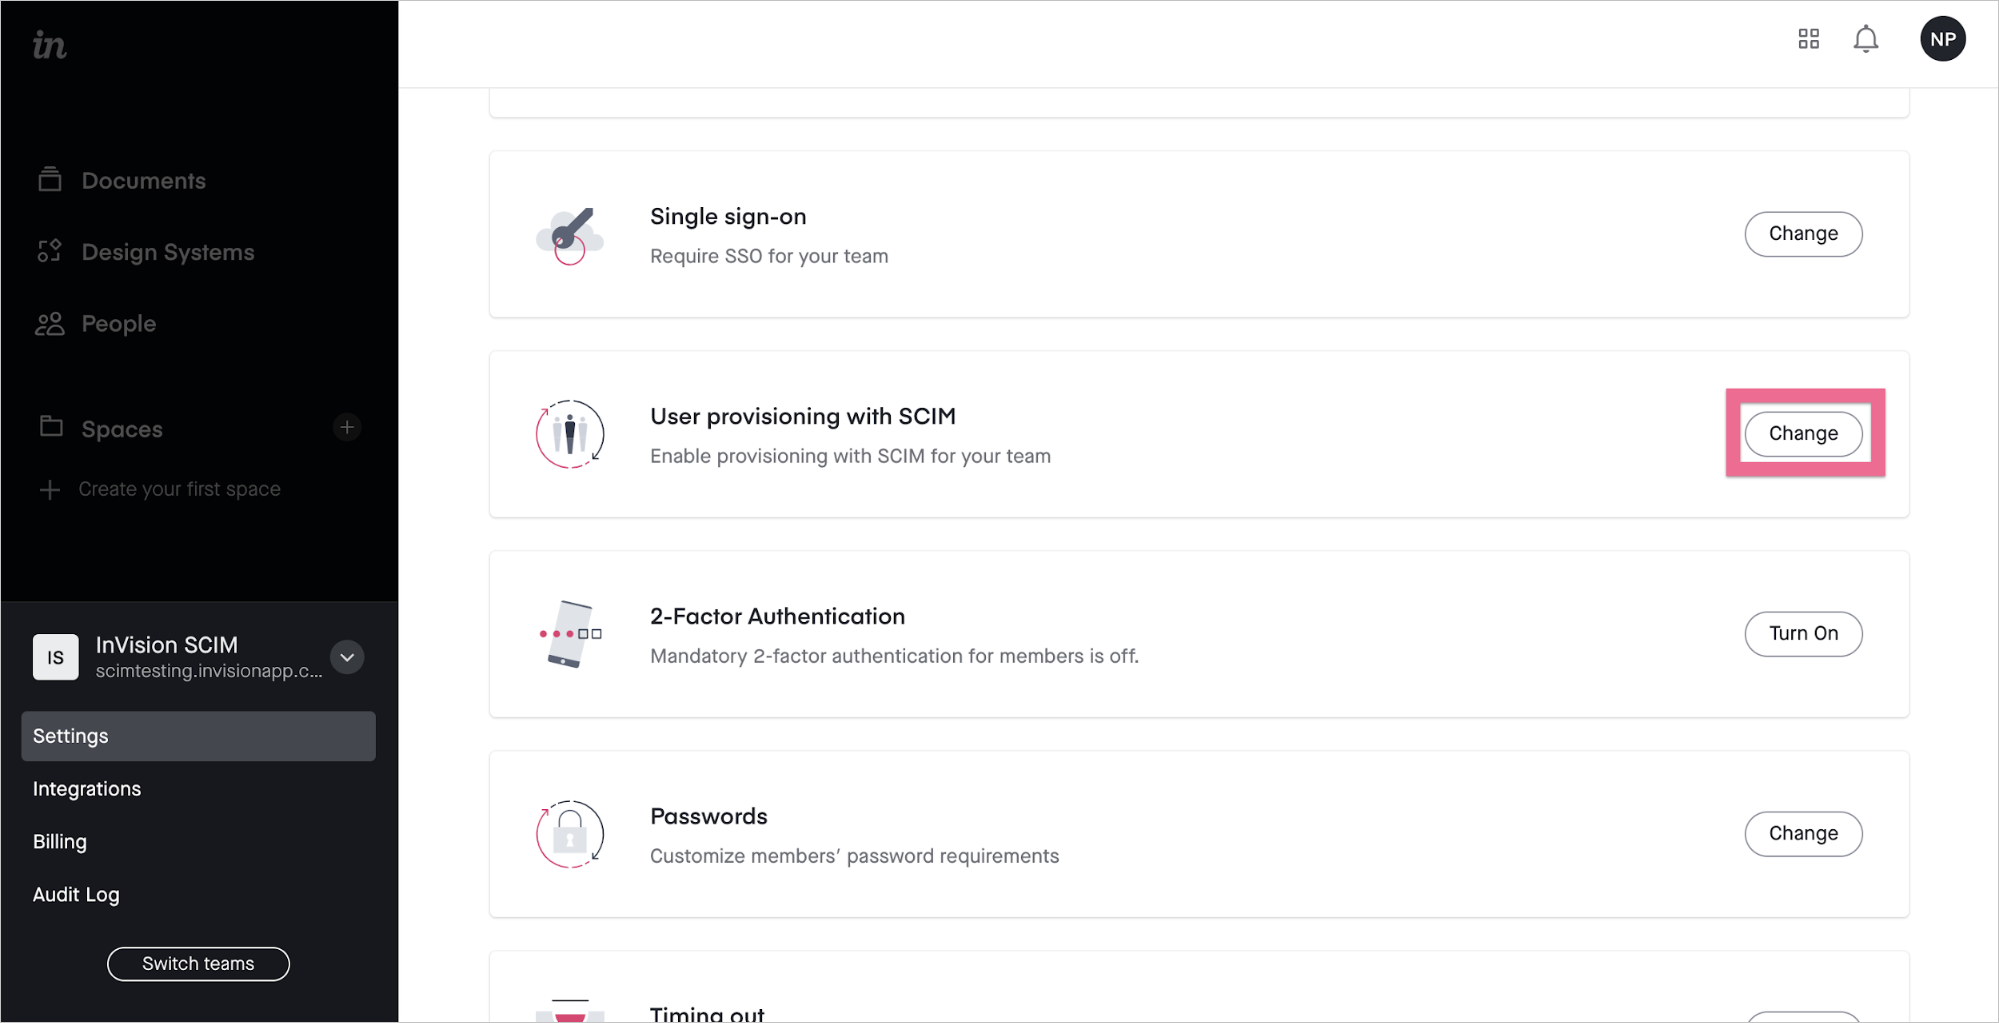 in
NP
Documents
Design Systems
People
Spaces
Create your first space
IS
InVision SCIM
scimtesting.invisionapp.c...
Settings
Integrations
Billing
Audit Log
Switch teams
Single sign-on
Require SSO for your team
Change
User provisioning with SCIM
Enable provisioning with SCIM for your team
Change
2-Factor Authentication
Mandatory 2-factor authentication for members is off.
Turn On
Passwords
Customize members’ password requirements
Change
Timing out